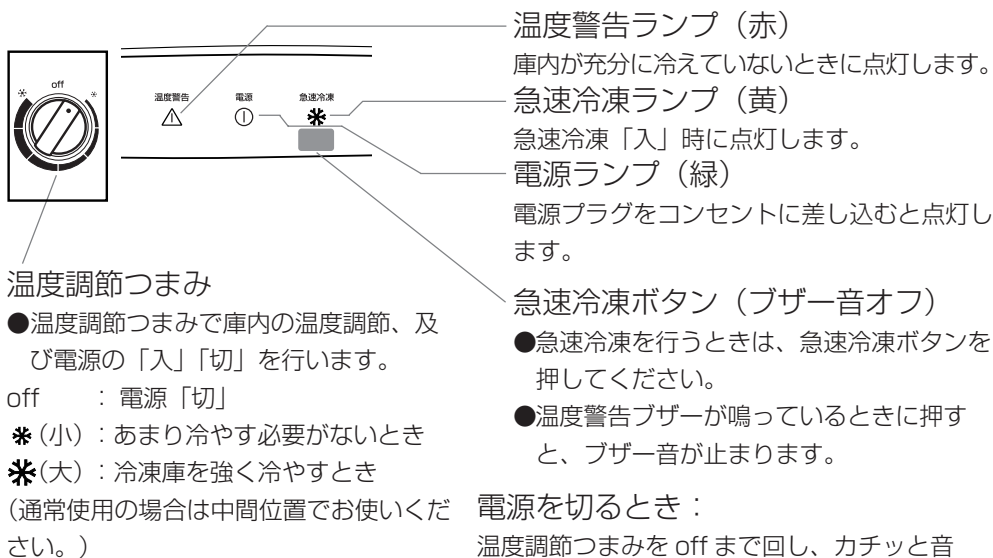 off
温度警告
電源
急速冷凍
温度警告ランプ（赤）
庫内が充分に冷えていないときに点灯します。
急速冷凍ランプ（黄）
急速冷凍「入」時に点灯します。
電源ランプ（緑）
電源プラグをコンセントに差し込むと点灯し
ます。
急速冷凍ボタン（ブザー音オフ）
●急速冷凍を行うときは、急速冷凍ボタンを
押してください。
●温度警告ブザーが鳴っているときに押す
と、ブザー音が止まります。
温度調節つまみ
●温度調節つまみで庫内の温度調節、及
び電源の「入」「切」を行います。
off ：電源「切」
（小）：あまり冷やす必要がないとき
（大）：冷凍庫を強く冷やすとき
（通常使用の場合は中間位置でお使いくだ
さい。）
電源を切るとき：
温度調節つまみを off まで回し、カチッと音